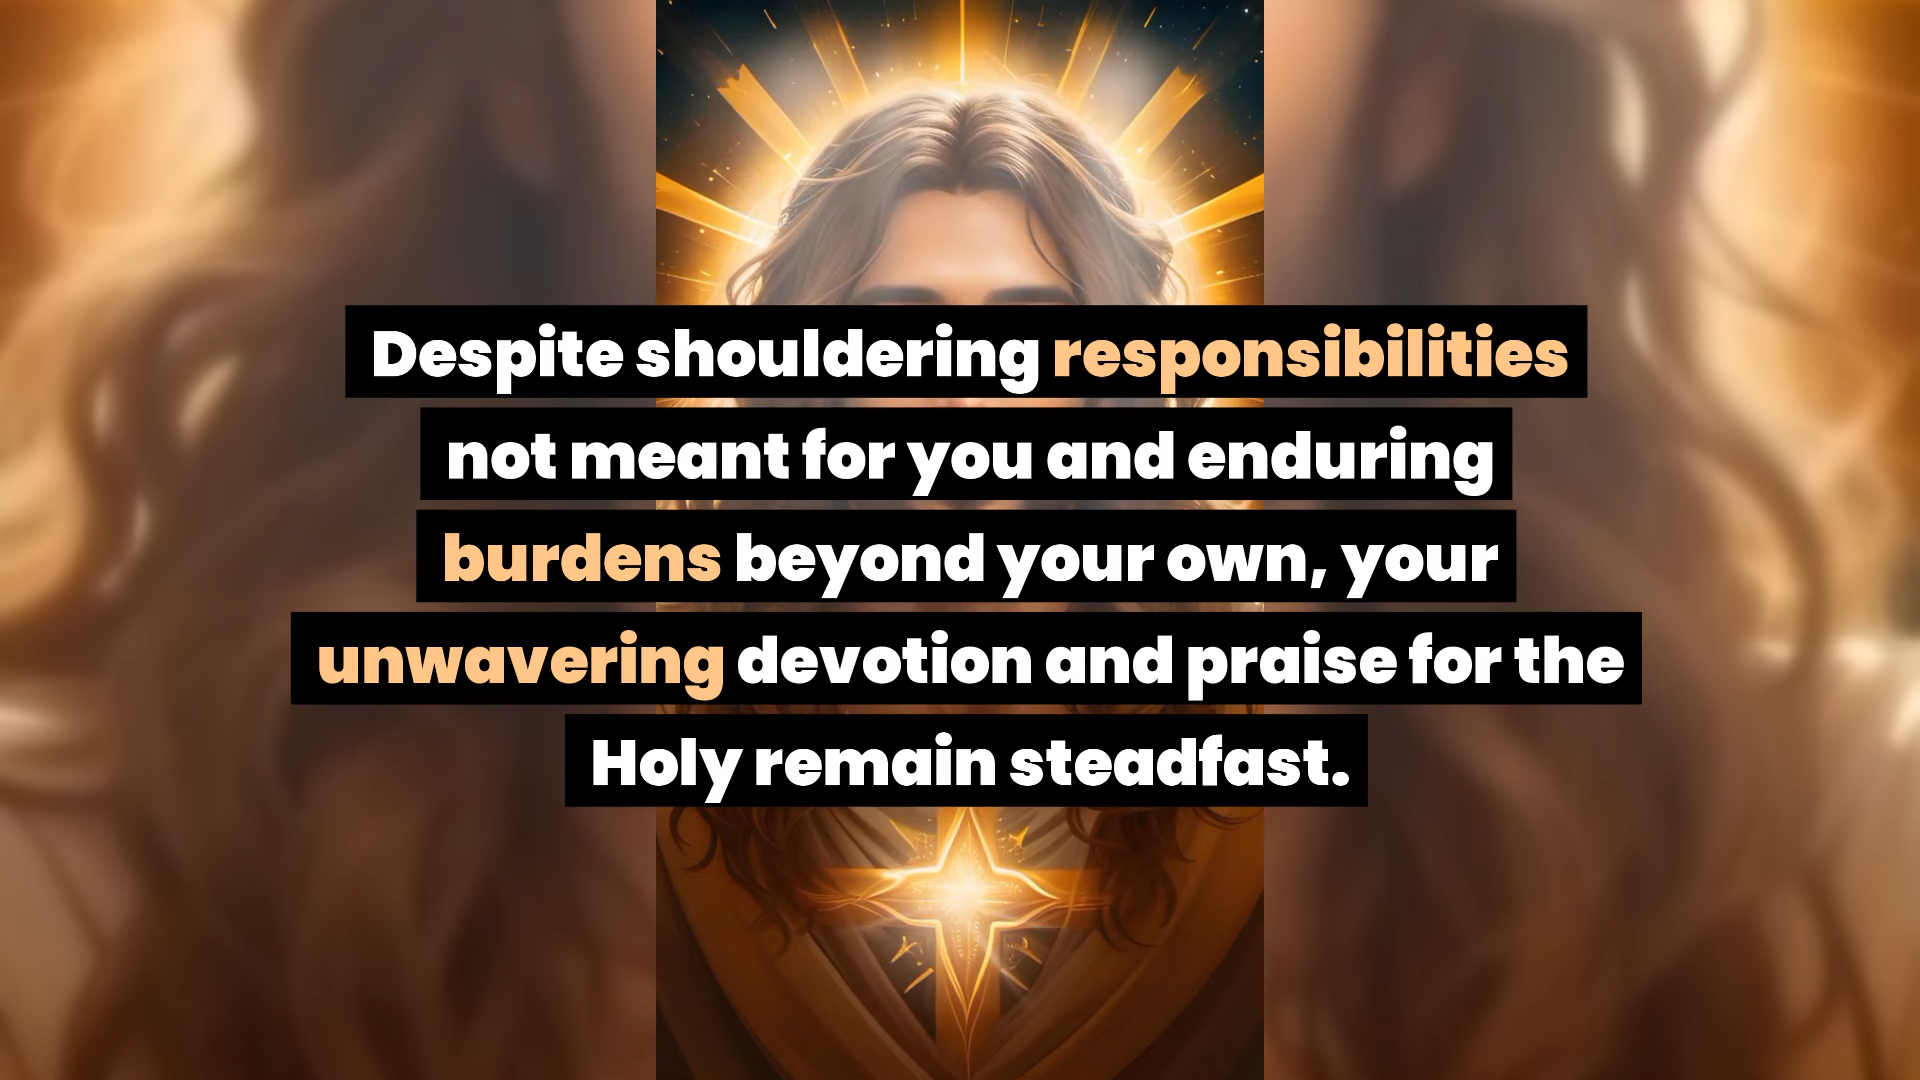 Despite shouldering responsibilities
not meant for you and enduring
burdens beyond your own, your
unwavering devotion and praise for the
Holy remain steadfast.